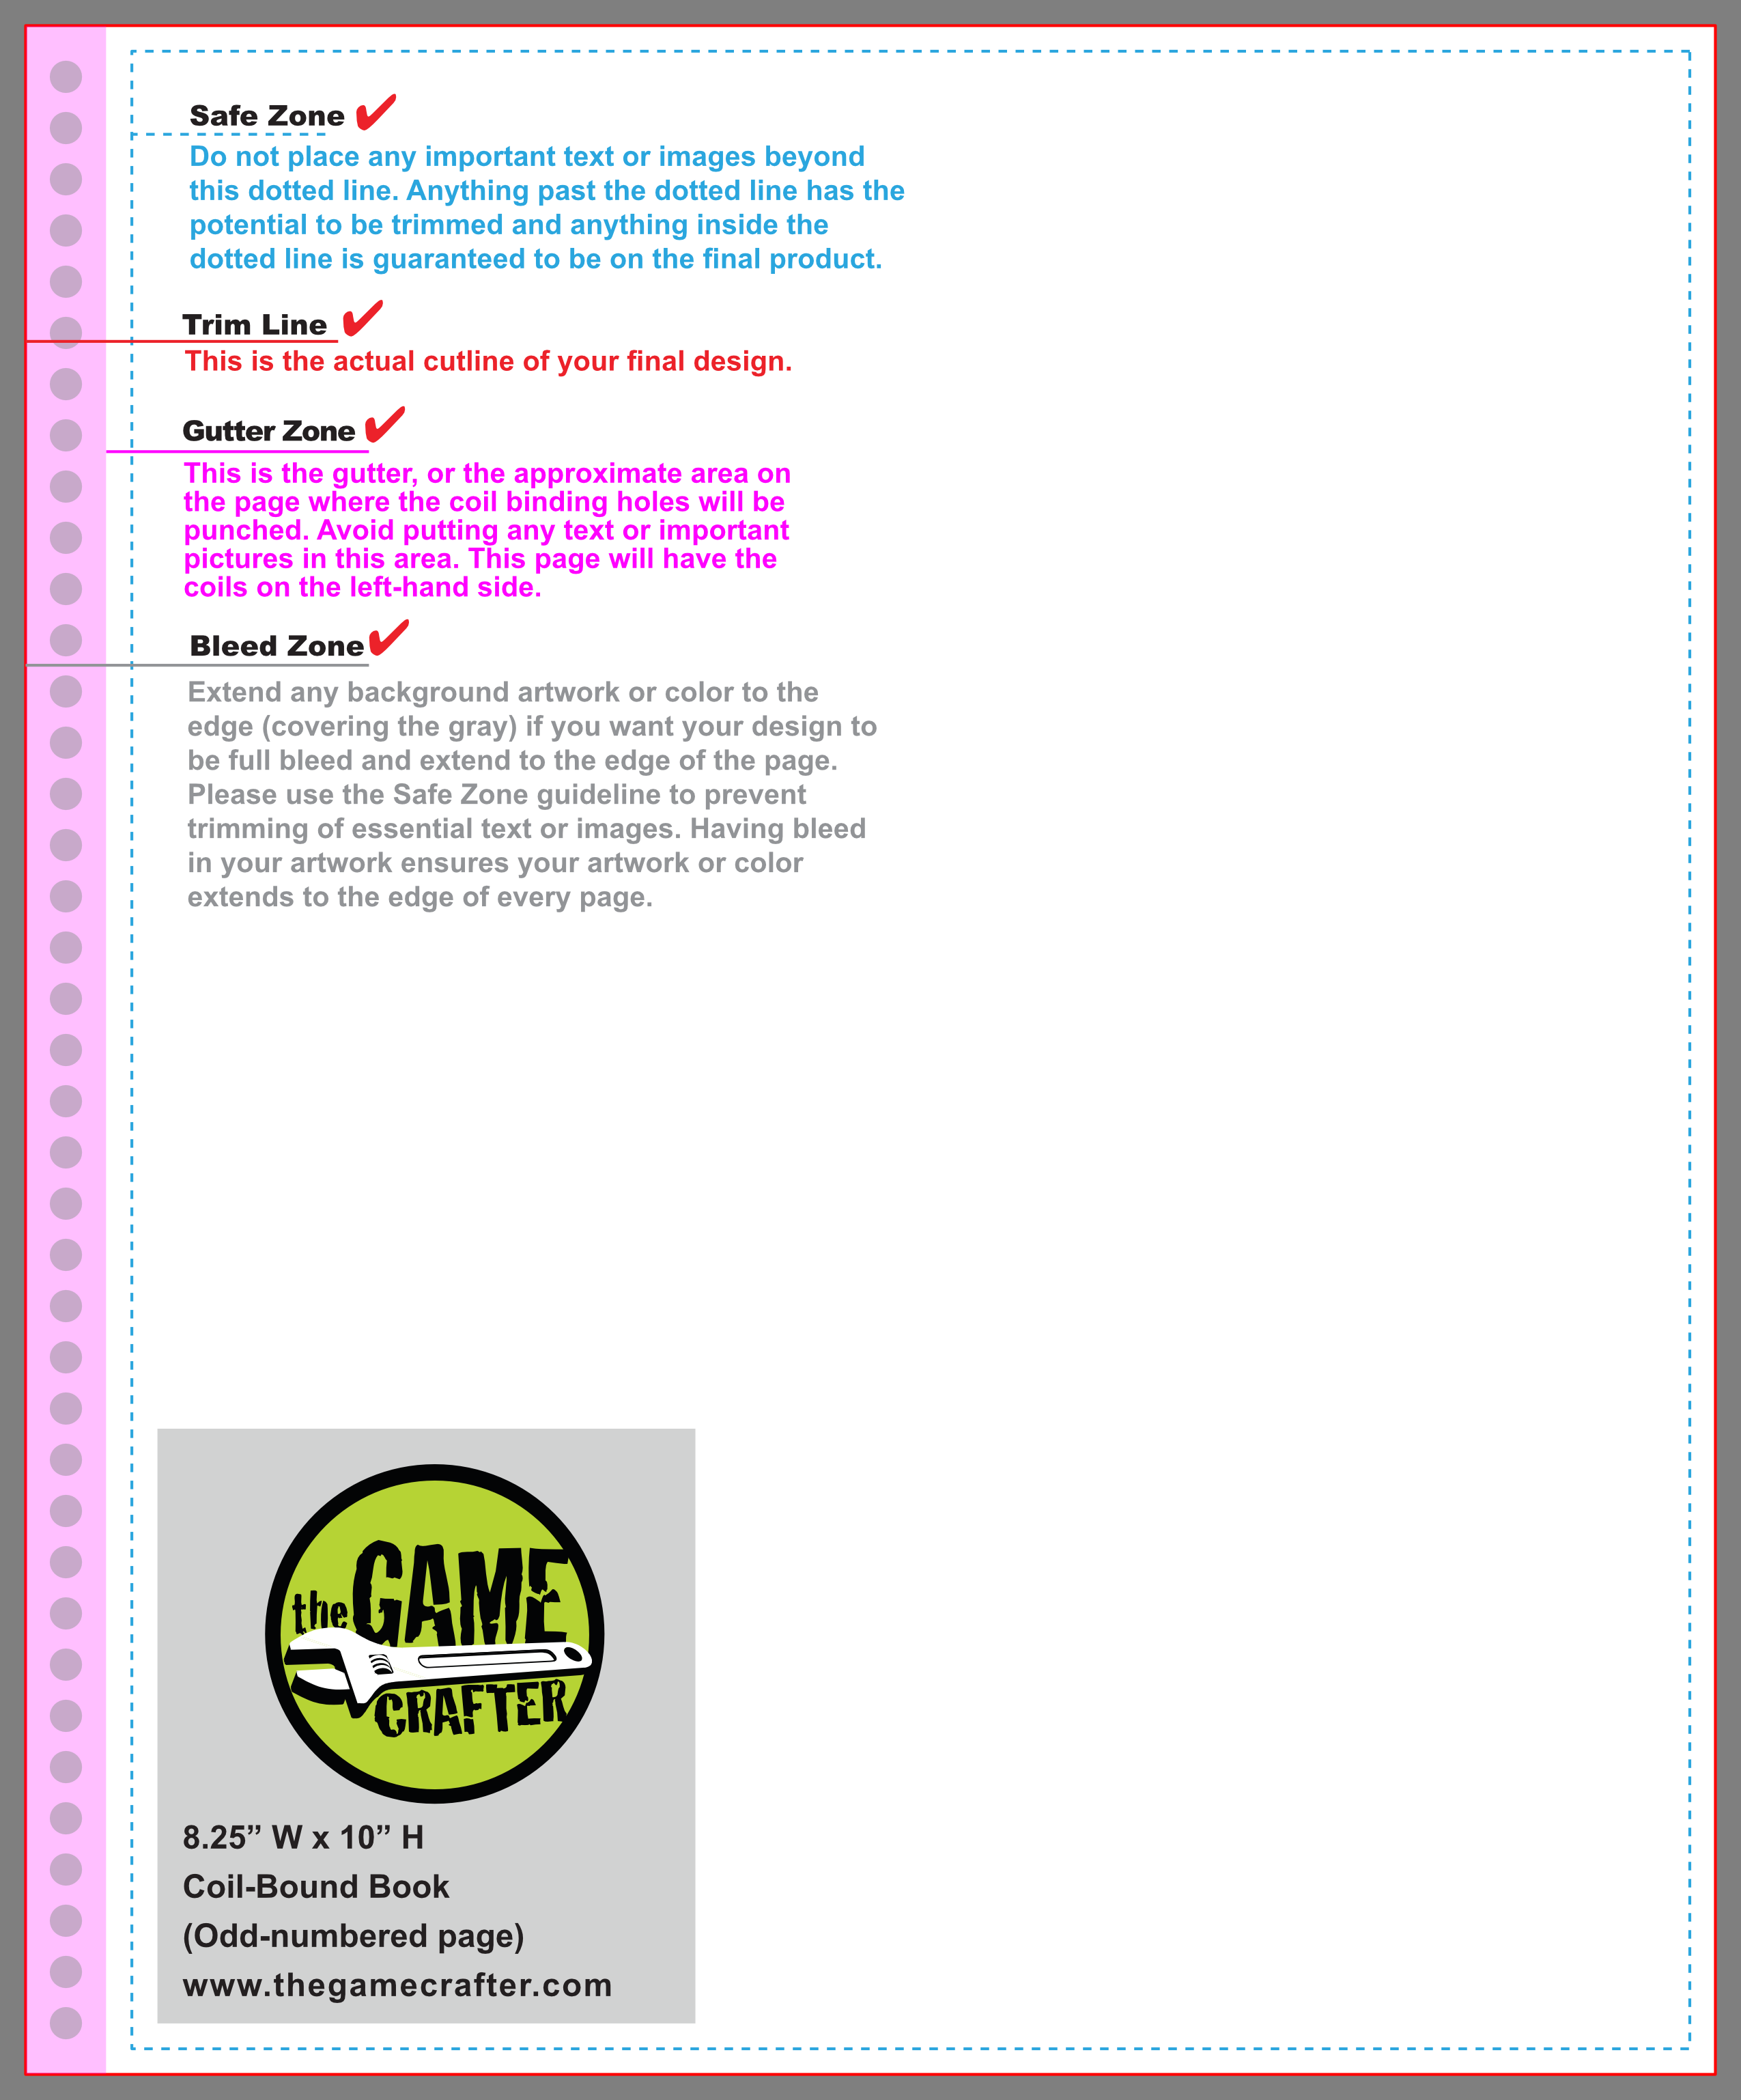 Safe Zone
Do not place any important text or images beyond
this dotted line. Anything past the dotted line has the
potential to be trimmed and anything inside the
dotted line is guaranteed to be on the final product.
Trim Line
This is the actual cutline of your final design.
Gutter Zone
This is the gutter, or the approximate area on
the page where the coil binding holes will be
punched. Avoid putting any text or important
pictures in this area. This page will have the
coils on the left-hand side.
Bleed Zone
Extend any background artwork or color to the
edge (covering the gray) if you want your design to
be full bleed and extend to the edge of the page.
Please use the Safe Zone guideline to prevent
trimming of essential text or images. Having bleed
in your artwork ensures your artwork or color
extends to the edge of every page.
the GAME
CRAFTER
8.25” W x 10” H
Coil-Bound Book
(Odd-numbered page)
www.thegamecrafter.com